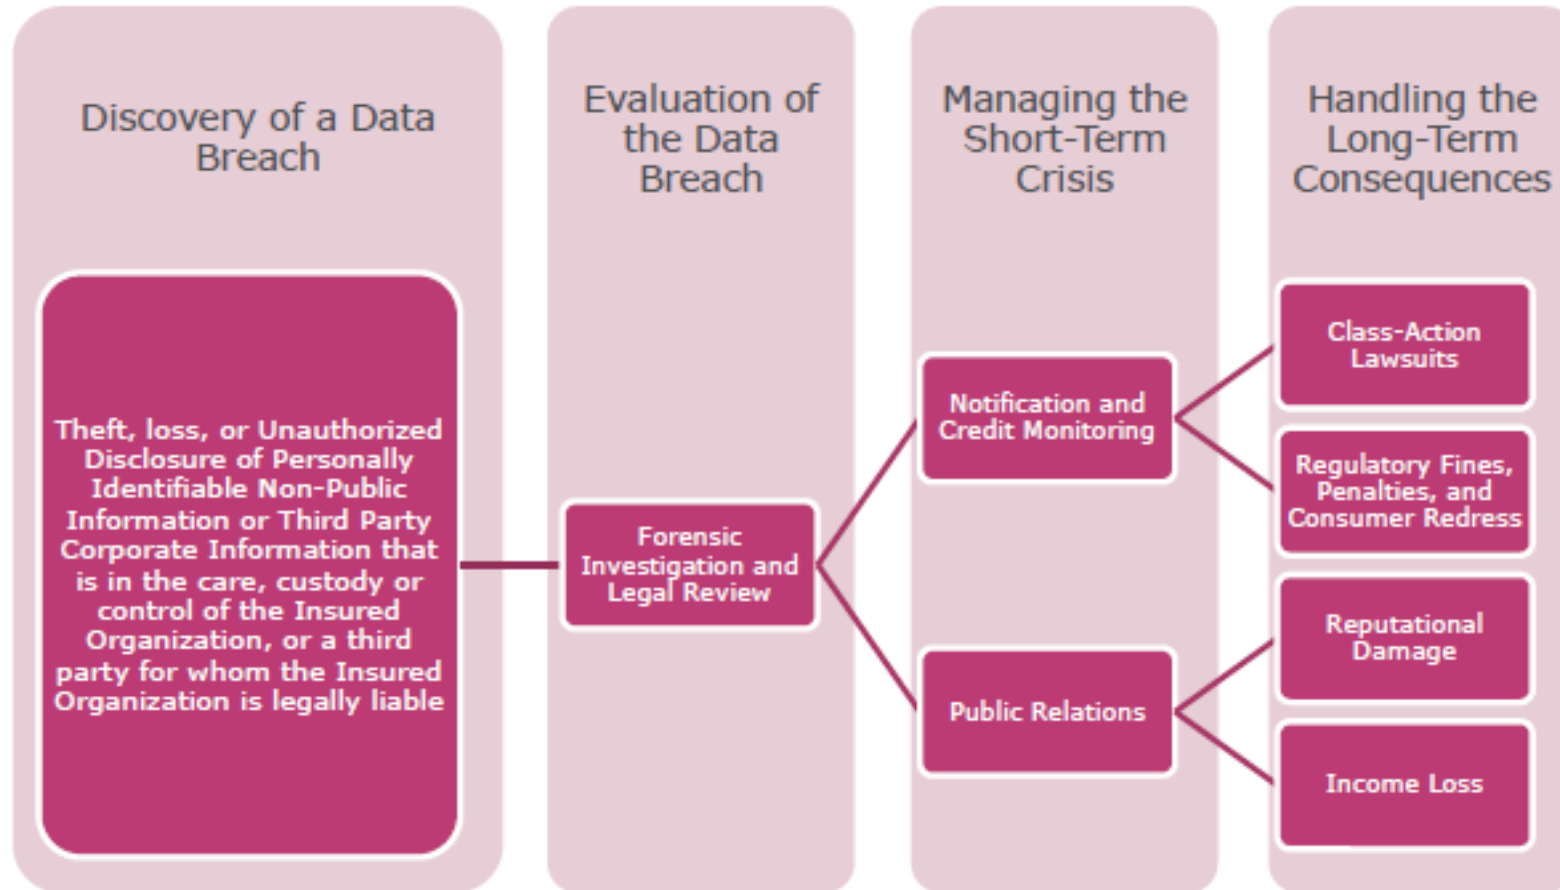 Discovery of a Data
Breach
Theft, loss, or Unauthorized
Disclosure of Personally
Identifiable Non-Public
Information or Third Party
Corporate Information that
is in the care, custody or
control of the Insured
Organization, or a third
party for whom the Insured
Organization is legally liable
Evaluation of
the Data
Breach
Forensic
Investigation and
Legal Review
Managing the
Short-Term
Crisis
Notification and
Credit Monitoring
Public Relations
Handling the
Long-Term
Consequences
Class-Action
Lawsuits
Regulatory Fines,
Penalties, and
Consumer Redress
Reputational
Damage
Income Loss